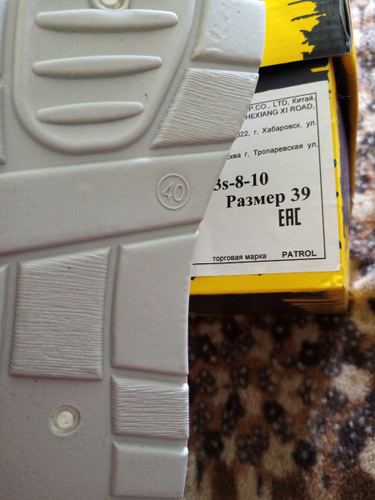 P.CO., LTD, Китай,
HEXIANG XI ROAD,
022, г. Хабаровск, ул.
ква г. Тропаревская ул.
3s-8-10
Размер 39
EAC
торговая марка PATROL
40